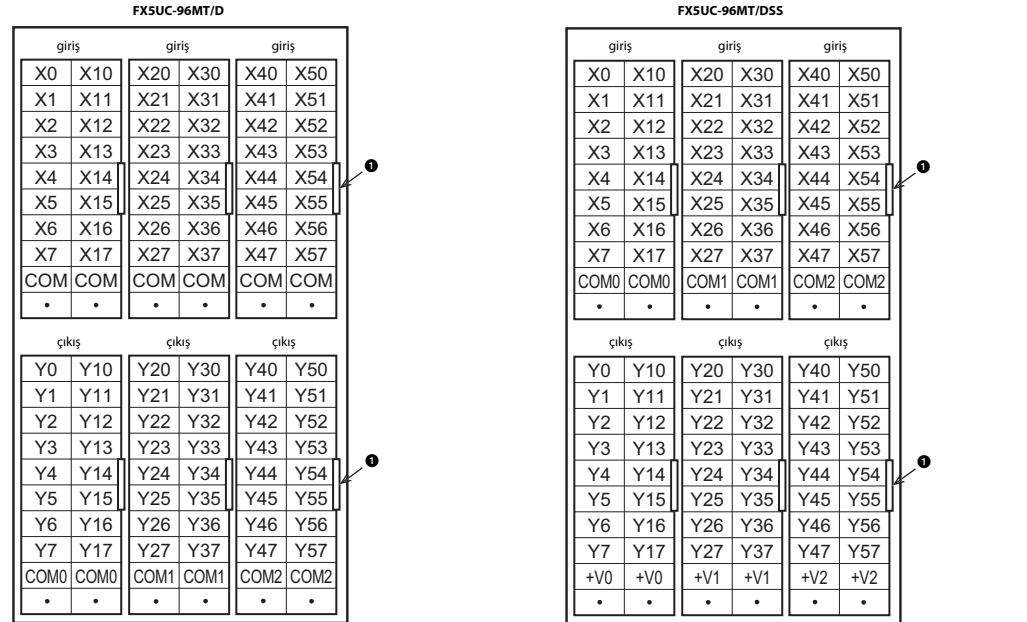 FX5UC-96MT/D
giriş giriş giriş
X0 X10 X20 X30 X40 X50
X1 X11 X21 X31 X41 X51
X2 X12 X22 X32 X42 X52
X3 X13 X23 X33 X43 X53
X4 X14 X24 X34 X44 X54
❶
X5 X15 X25 X35 X45 X55
X6 X16 X26 X36 X46 X56
X7 X17 X27 X37 X47 X57
COM COM COM COM COM COM
• • • • • •
çıkış çıkış çıkış
Y0 Y10 Y20 Y30 Y40 Y50
Y1 Y11 Y21 Y31 Y41 Y51
Y2 Y12 Y22 Y32 Y42 Y52
Y3 Y13 Y23 Y33 Y43 Y53
Y4 Y14 Y24 Y34 Y44 Y54
❶
Y5 Y15 Y25 Y35 Y45 Y55
Y6 Y16 Y26 Y36 Y46 Y56
Y7 Y17 Y27 Y37 Y47 Y57
COM0 COM0 COM1 COM1 COM2 COM2
• • • • • •
FX5UC-96MT/DSS
giriş giriş giriş
X0 X10 X20 X30 X40 X50
X1 X11 X21 X31 X41 X51
X2 X12 X22 X32 X42 X52
X3 X13 X23 X33 X43 X53
X4 X14 X24 X34 X44 X54
❶
X5 X15 X25 X35 X45 X55
X6 X16 X26 X36 X46 X56
X7 X17 X27 X37 X47 X57
COM0 COM0 COM1 COM1 COM2 COM2
• • • • • •
çıkış çıkış çıkış
Y0 Y10 Y20 Y30 Y40 Y50
Y1 Y11 Y21 Y31 Y41 Y51
Y2 Y12 Y22 Y32 Y42 Y52
Y3 Y13 Y23 Y33 Y43 Y53
Y4 Y14 Y24 Y34 Y44 Y54
❶
Y5 Y15 Y25 Y35 Y45 Y55
Y6 Y16 Y26 Y36 Y46 Y56
Y7 Y17 Y27 Y37 Y47 Y57
+V0 +V0 +V1 +V1 +V2 +V2
• • • • • •